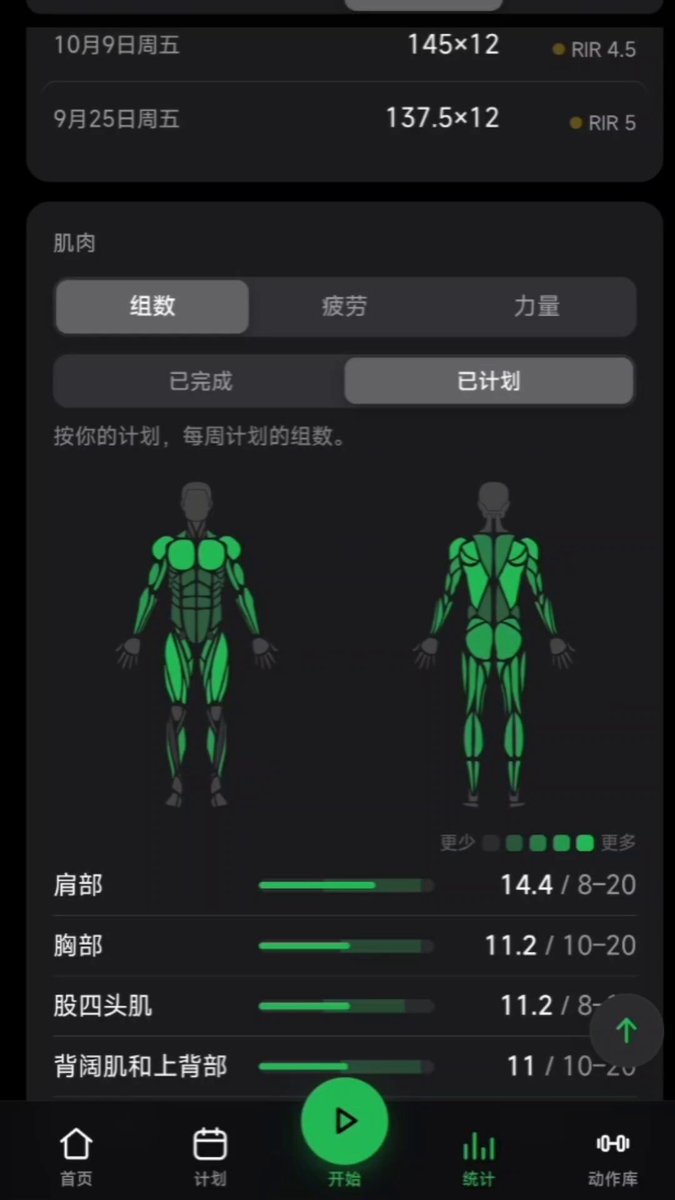 10月9日周五 145×12 RIR 4.5
9月25日周五 137.5×12 RIR 5
肌肉
组数 疲劳 力量
已完成 已计划
按你的计划，每周计划的组数。
更少 更多
肩部 14.4 / 8–20
胸部 11.2 / 10–20
股四头肌 11.2 / 8–
背阔肌和上背部 11 / 10–20
首页 计划 开始 统计 动作库